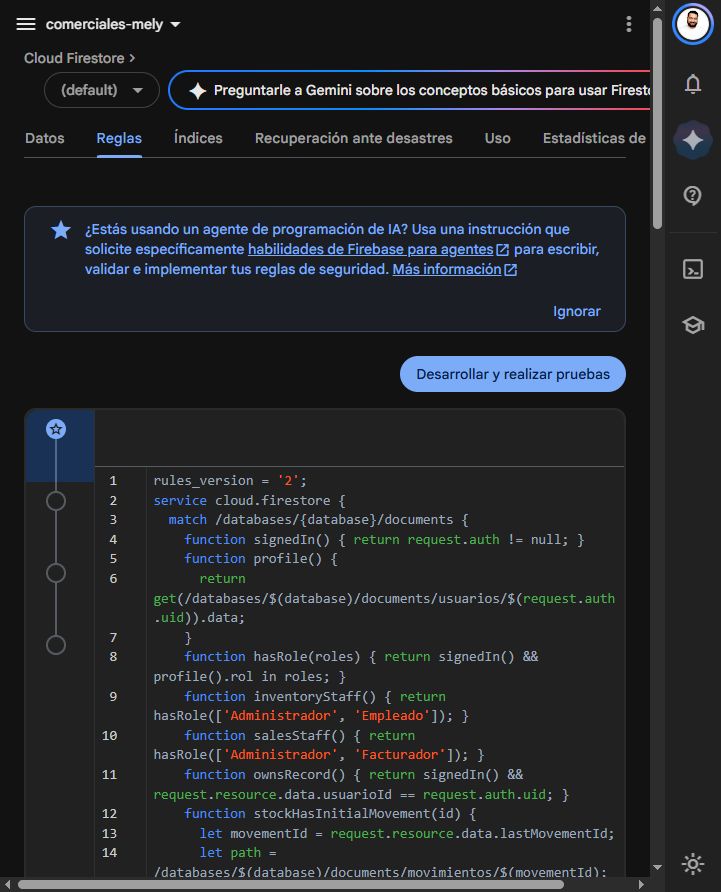 comerciales-mely
Cloud Firestore
(default)
Preguntarle a Gemini sobre los conceptos básicos para usar Firesto
Datos
Reglas
Índices
Recuperación ante desastres
Uso
Estadísticas de
¿Estás usando un agente de programación de IA? Usa una instrucción que
solicite específicamente habilidades de Firebase para agentes para escribir,
validar e implementar tus reglas de seguridad. Más información
Ignorar
Desarrollar y realizar pruebas
1 rules_version = '2';
2 service cloud.firestore {
3 match /databases/{database}/documents {
4 function signedIn() { return request.auth != null; }
5 function profile() {
6 return
get(/databases/$(database)/documents/usuarios/$(request.auth
.uid)).data;
7 }
8 function hasRole(roles) { return signedIn() &&
profile().rol in roles; }
9 function inventoryStaff() { return
hasRole(['Administrador', 'Empleado']); }
10 function salesStaff() { return
hasRole(['Administrador', 'Facturador']); }
11 function ownsRecord() { return signedIn() &&
request.resource.data.usuarioId == request.auth.uid; }
12 function stockHasInitialMovement(id) {
13 let movementId = request.resource.data.lastMovementId;
14 let path =
/databases/$(database)/documents/movimientos/$(movementId);